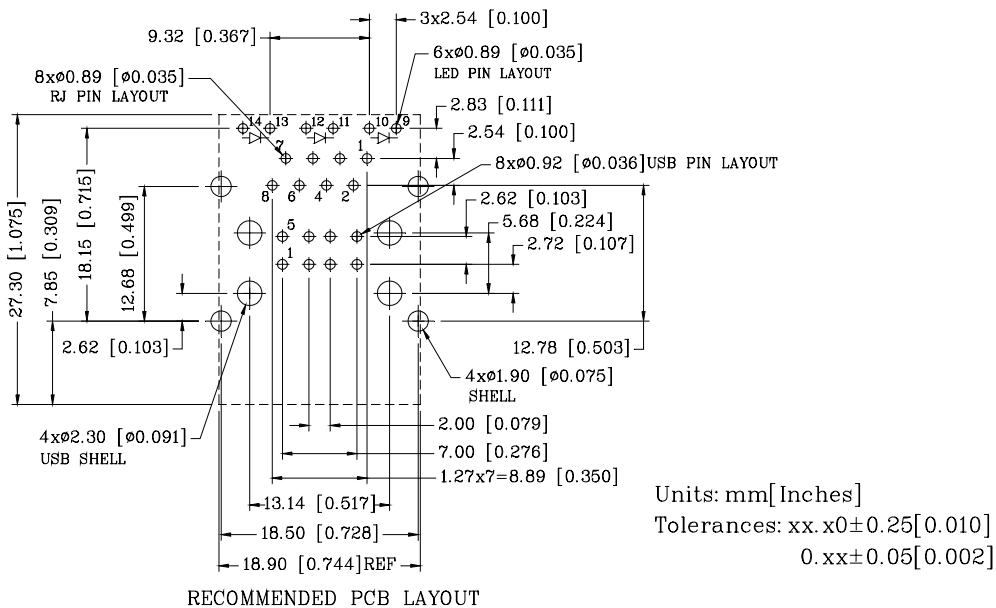 3x2.54 [0.100]
9.32 [0.367]
6xø0.89 [ø0.035]
LED PIN LAYOUT
8xø0.89 [ø0.035]
RJ PIN LAYOUT
2.83 [0.111]
14 13 12 11 10 9
2.54 [0.100]
7 1
8xø0.92 [ø0.036]USB PIN LAYOUT
8 6 4 2
2.62 [0.103]
5.68 [0.224]
5
2.72 [0.107]
1
27.30 [1.075]
7.85 [0.309]
18.15 [0.715]
12.68 [0.499]
2.62 [0.103]
12.78 [0.503]
4xø1.90 [ø0.075]
SHELL
4xø2.30 [ø0.091]
USB SHELL
2.00 [0.079]
7.00 [0.276]
1.27x7=8.89 [0.350]
13.14 [0.517]
18.50 [0.728]
18.90 [0.744]REF
Units: mm[Inches]
Tolerances: xx.x0±0.25[0.010]
0.xx±0.05[0.002]
RECOMMENDED PCB LAYOUT